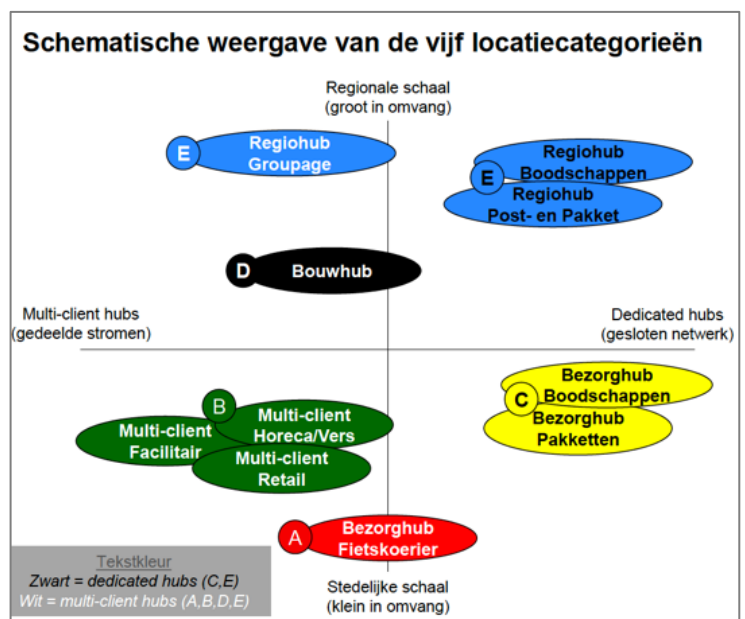 Schematische weergave van de vijf locatiecategorieën
Regionale schaal
(groot in omvang)
E
Regiohub
Groupage
Regiohub
Boodschappen
E
Regiohub
Post- en Pakket
D
Bouwhub
Multi-client hubs
(gedeelde stromen)
Dedicated hubs
(gesloten netwerk)
B
Multi-client
Horeca/Vers
Multi-client
Facilitair
Multi-client
Retail
Bezorghub
Boodschappen
C
Bezorghub
Pakketten
A
Bezorghub
Fietskoerier
Tekstkleur
Zwart = dedicated hubs (C,E)
Wit = multi-client hubs (A,B,D,E)
Stedelijke schaal
(klein in omvang)